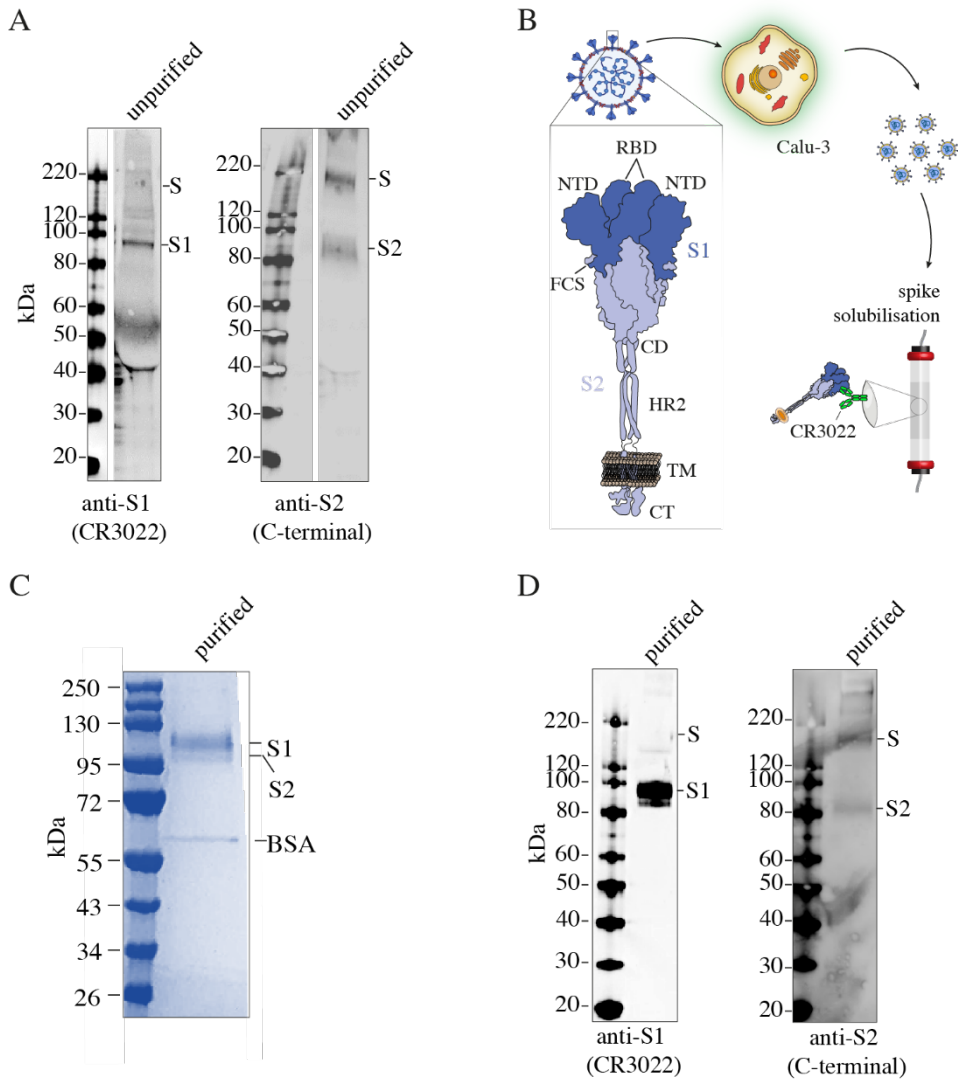 A
unpurified
unpurified
220
120
100
80
60
50
40
30
20
kDa
S
S1
anti-S1
(CR3022)
220
120
100
80
60
50
40
30
20
S
S2
anti-S2
(C-terminal)
B
Calu-3
RBD
NTD
NTD
S1
FCS
CD
S2
HR2
TM
CT
spike
solubilisation
CR3022
C
purified
250
130
95
72
55
43
34
26
kDa
S1
S2
BSA
D
purified
purified
220
120
100
80
60
50
40
30
20
kDa
S
S1
anti-S1
(CR3022)
220
120
100
80
60
50
40
30
20
S
S2
anti-S2
(C-terminal)